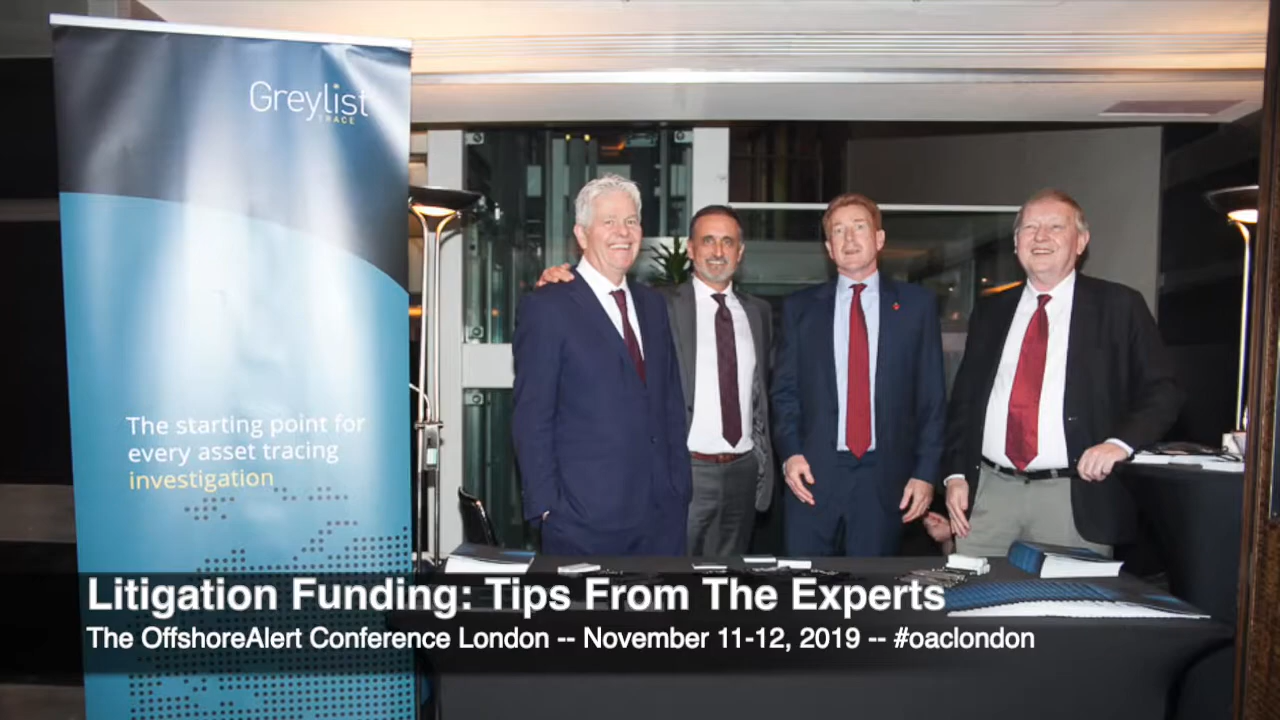 Greylist
TRACE
The starting point for
every asset tracing
investigation
Litigation Funding: Tips From The Experts
The OffshoreAlert Conference London -- November 11-12, 2019 -- #oaclondon